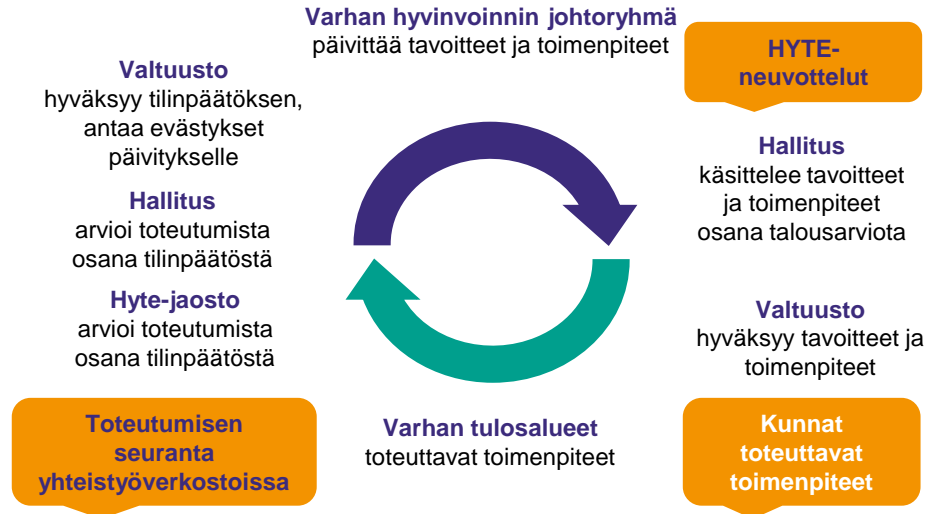 Varhan hyvinvoinnin johtoryhmä
päivittää tavoitteet ja toimenpiteet
HYTE-
neuvottelut
Hallitus
käsittelee tavoitteet
ja toimenpiteet
osana talousarviota
Valtuusto
hyväksyy tavoitteet ja
toimenpiteet
Kunnat
toteuttavat
toimenpiteet
Varhan tulosalueet
toteuttavat toimenpiteet
Toteutumisen
seuranta
yhteistyöverkostoissa
Hyte-jaosto
arvioi toteutumista
osana tilinpäätöstä
Hallitus
arvioi toteutumista
osana tilinpäätöstä
Valtuusto
hyväksyy tilinpäätöksen,
antaa evästykset
päivitykselle